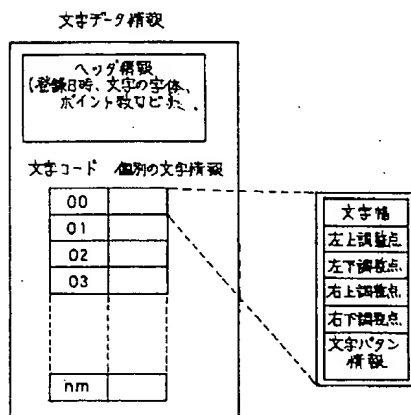 文字データ情報
ヘッダ情報
(登録日時、文字の字体、
ポイント数など
文字コード 個別の文字情報
00
01
02
03
nm
文字幅
左上調整点
左下調整点
右上調整点
右下調整点
文字パタン
情報